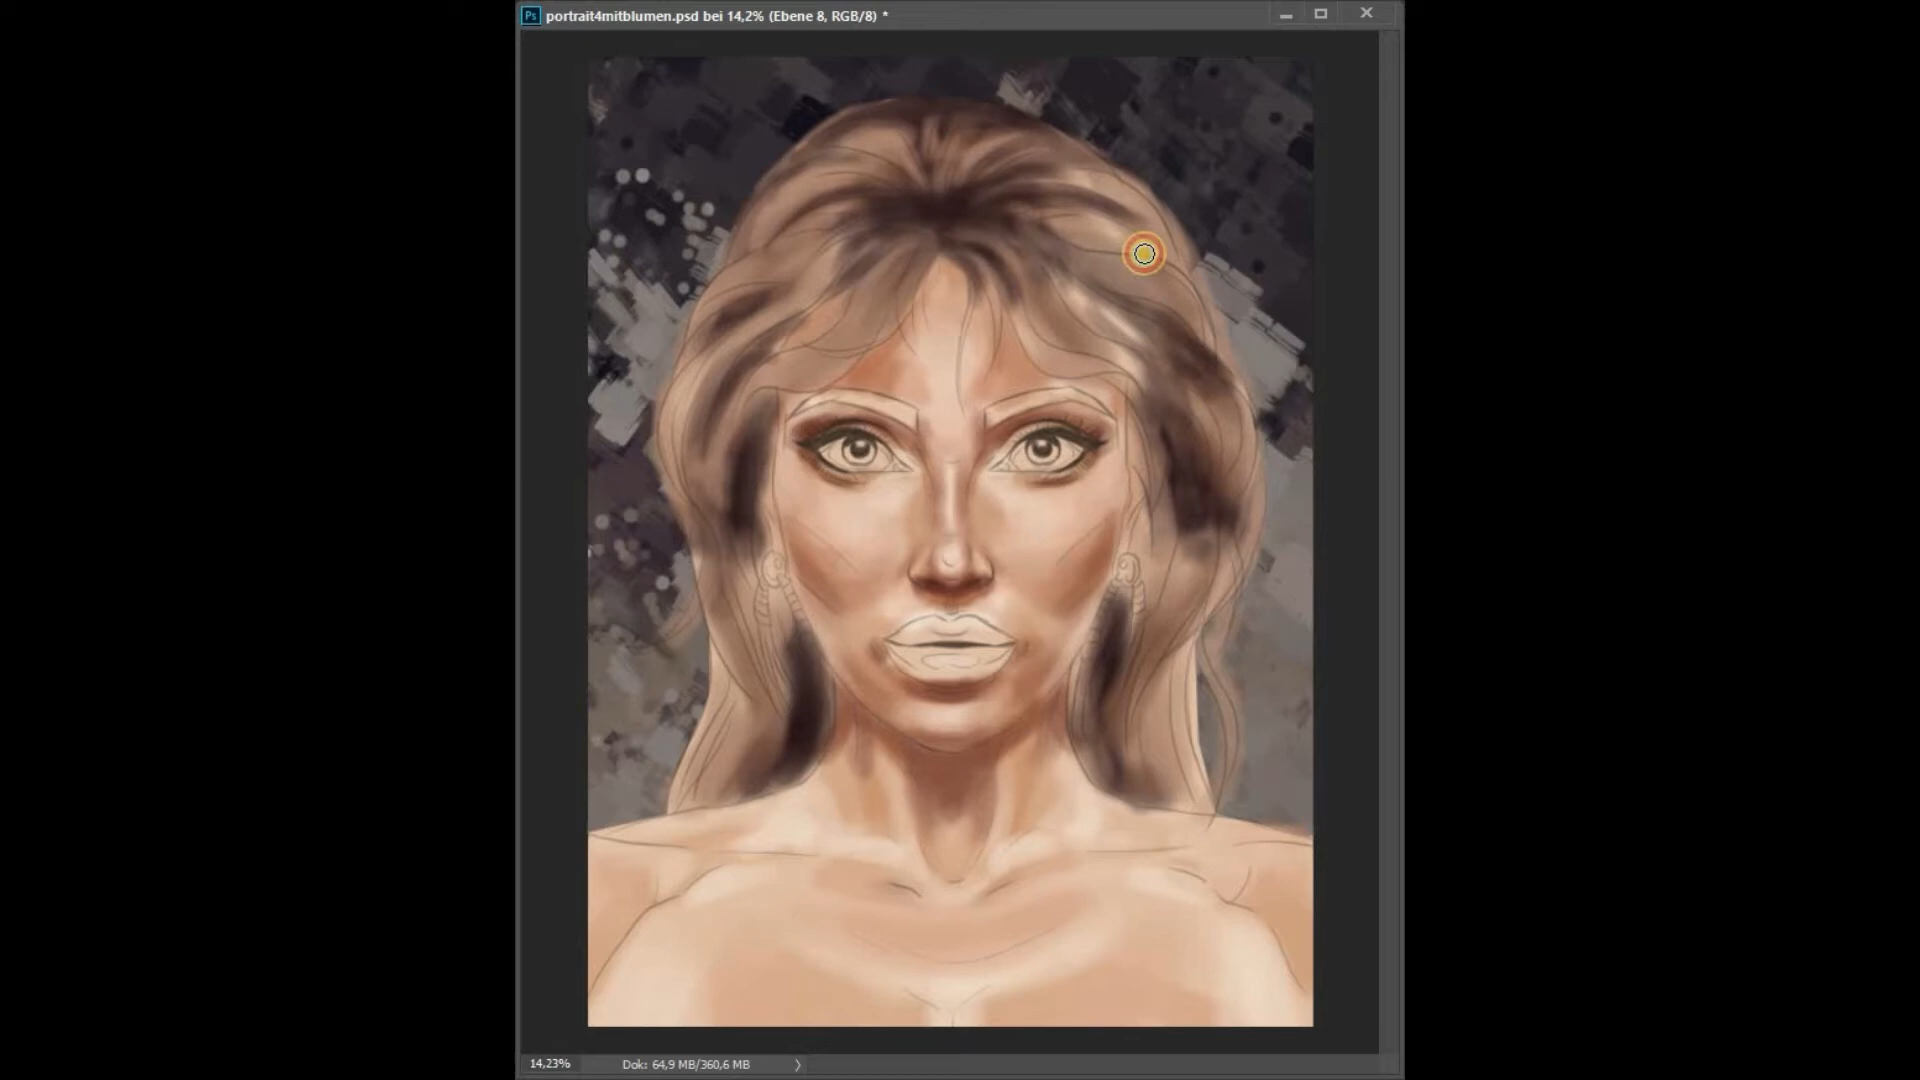 Ps portrait4mitblumen.psd bei 14,2% (Ebene 8, RGB/8) *
14,23% Dok: 64,9 MB/360,6 MB